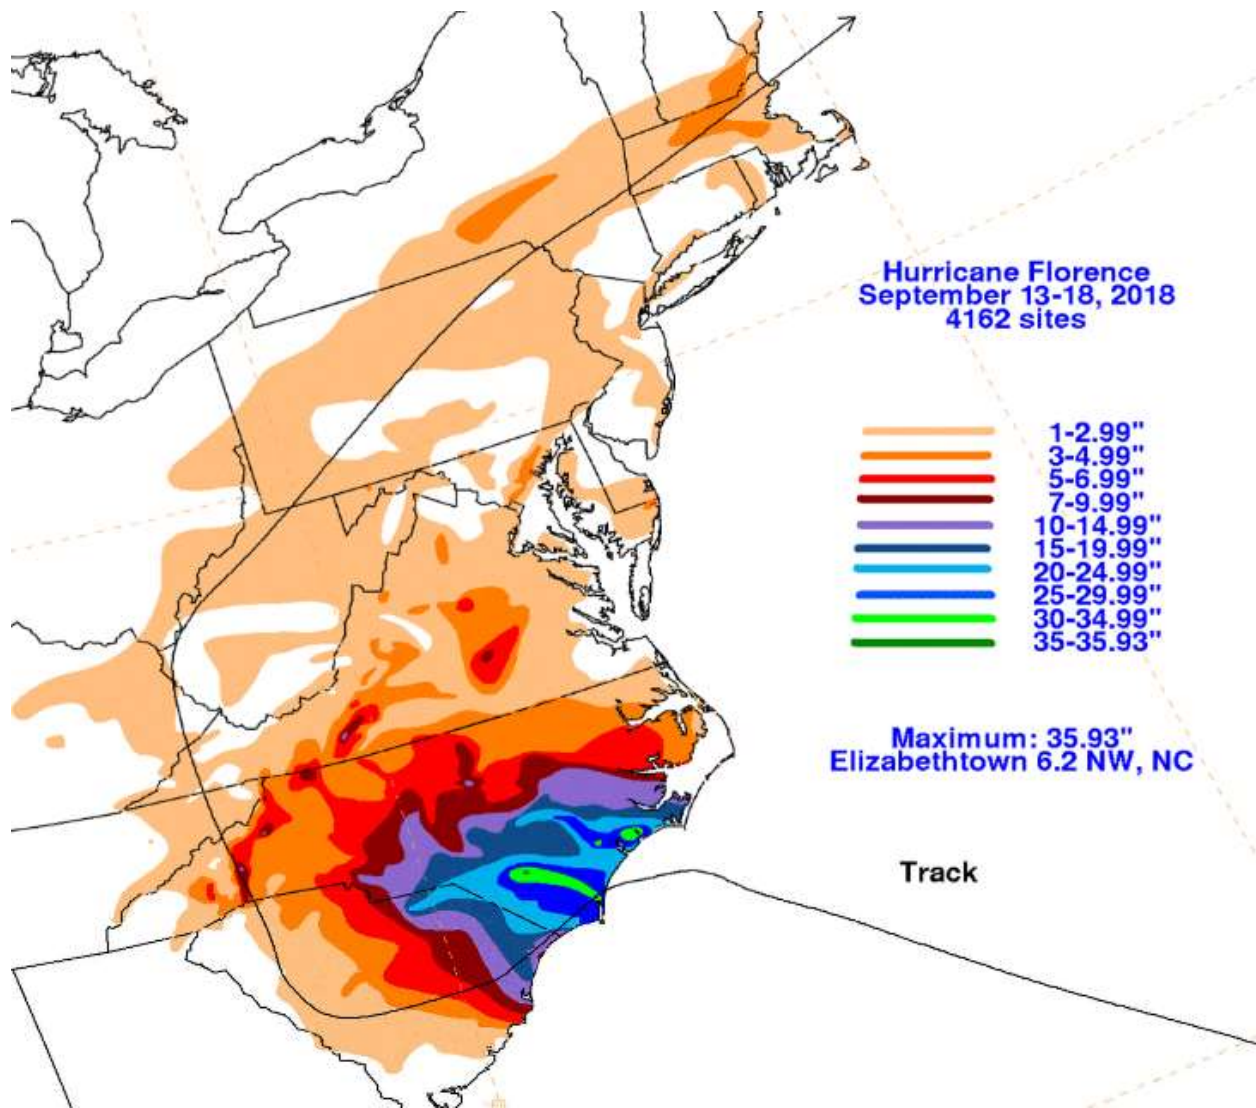 Hurricane Florence
September 13-18, 2018
4162 sites
1-2.99"
3-4.99"
5-6.99"
7-9.99"
10-14.99"
15-19.99"
20-24.99"
25-29.99"
30-34.99"
35-35.93"
Maximum: 35.93"
Elizabethtown 6.2 NW, NC
Track